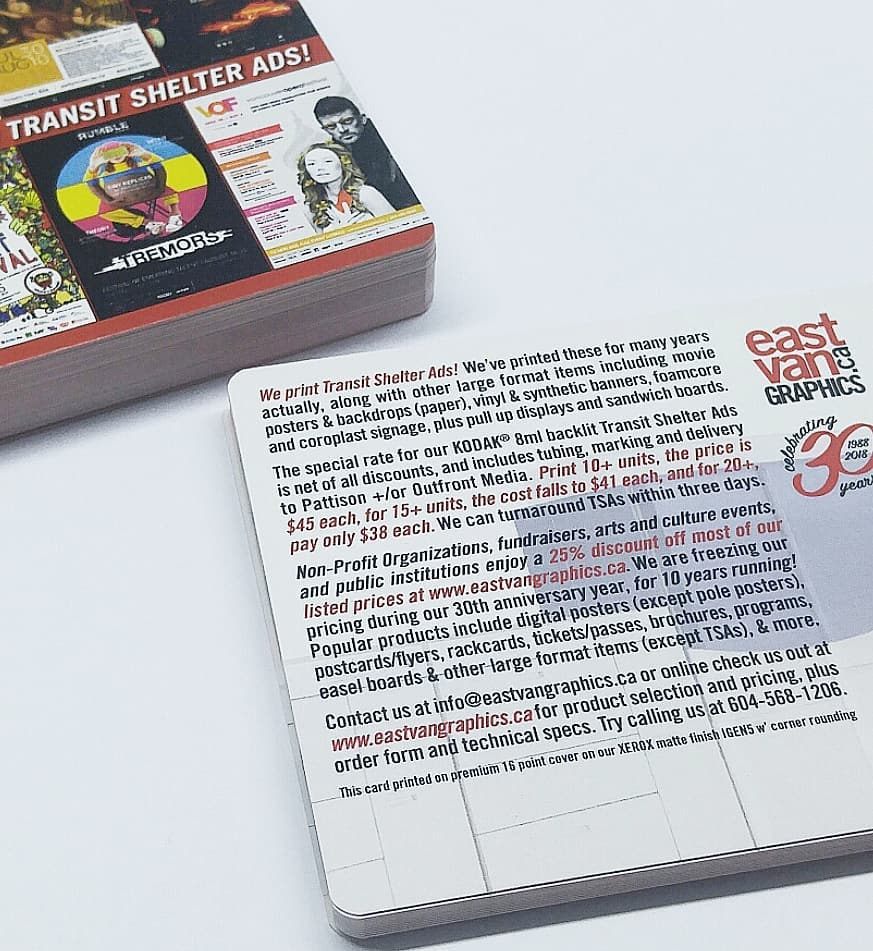 TRANSIT SHELTER ADS!
RUMBLE
VOF
TINY REPLICAS
THEORY
TREMORS
VAL
east
van.ca
GRAPHICS
celebrating
30
1988
2018
years
We print Transit Shelter Ads! We've printed these for many years
actually, along with other large format items including movie
posters & backdrops (paper), vinyl & synthetic banners, foamcore
and coroplast signage, plus pull up displays and sandwich boards.
The special rate for our KODAK® 8ml backlit Transit Shelter Ads
is net of all discounts, and includes tubing, marking and delivery
to Pattison +/or Outfront Media. Print 10+ units, the price is
$45 each, for 15+ units, the cost falls to $41 each, and for 20+,
pay only $38 each. We can turnaround TSAs within three days.
Non-Profit Organizations, fundraisers, arts and culture events,
and public institutions enjoy a 25% discount off most of our
listed prices at www.eastvangraphics.ca. We are freezing our
pricing during our 30th anniversary year, for 10 years running!
Popular products include digital posters (except pole posters),
postcards/flyers, rackcards, tickets/passes, brochures, programs,
easel boards & other large format items (except TSAs), & more.
Contact us at info@eastvangraphics.ca or online check us out at
www.eastvangraphics.ca for product selection and pricing, plus
order form and technical specs. Try calling us at 604-568-1206.
This card printed on premium 16 point cover on our XEROX matte finish IGEN5 w' corner rounding